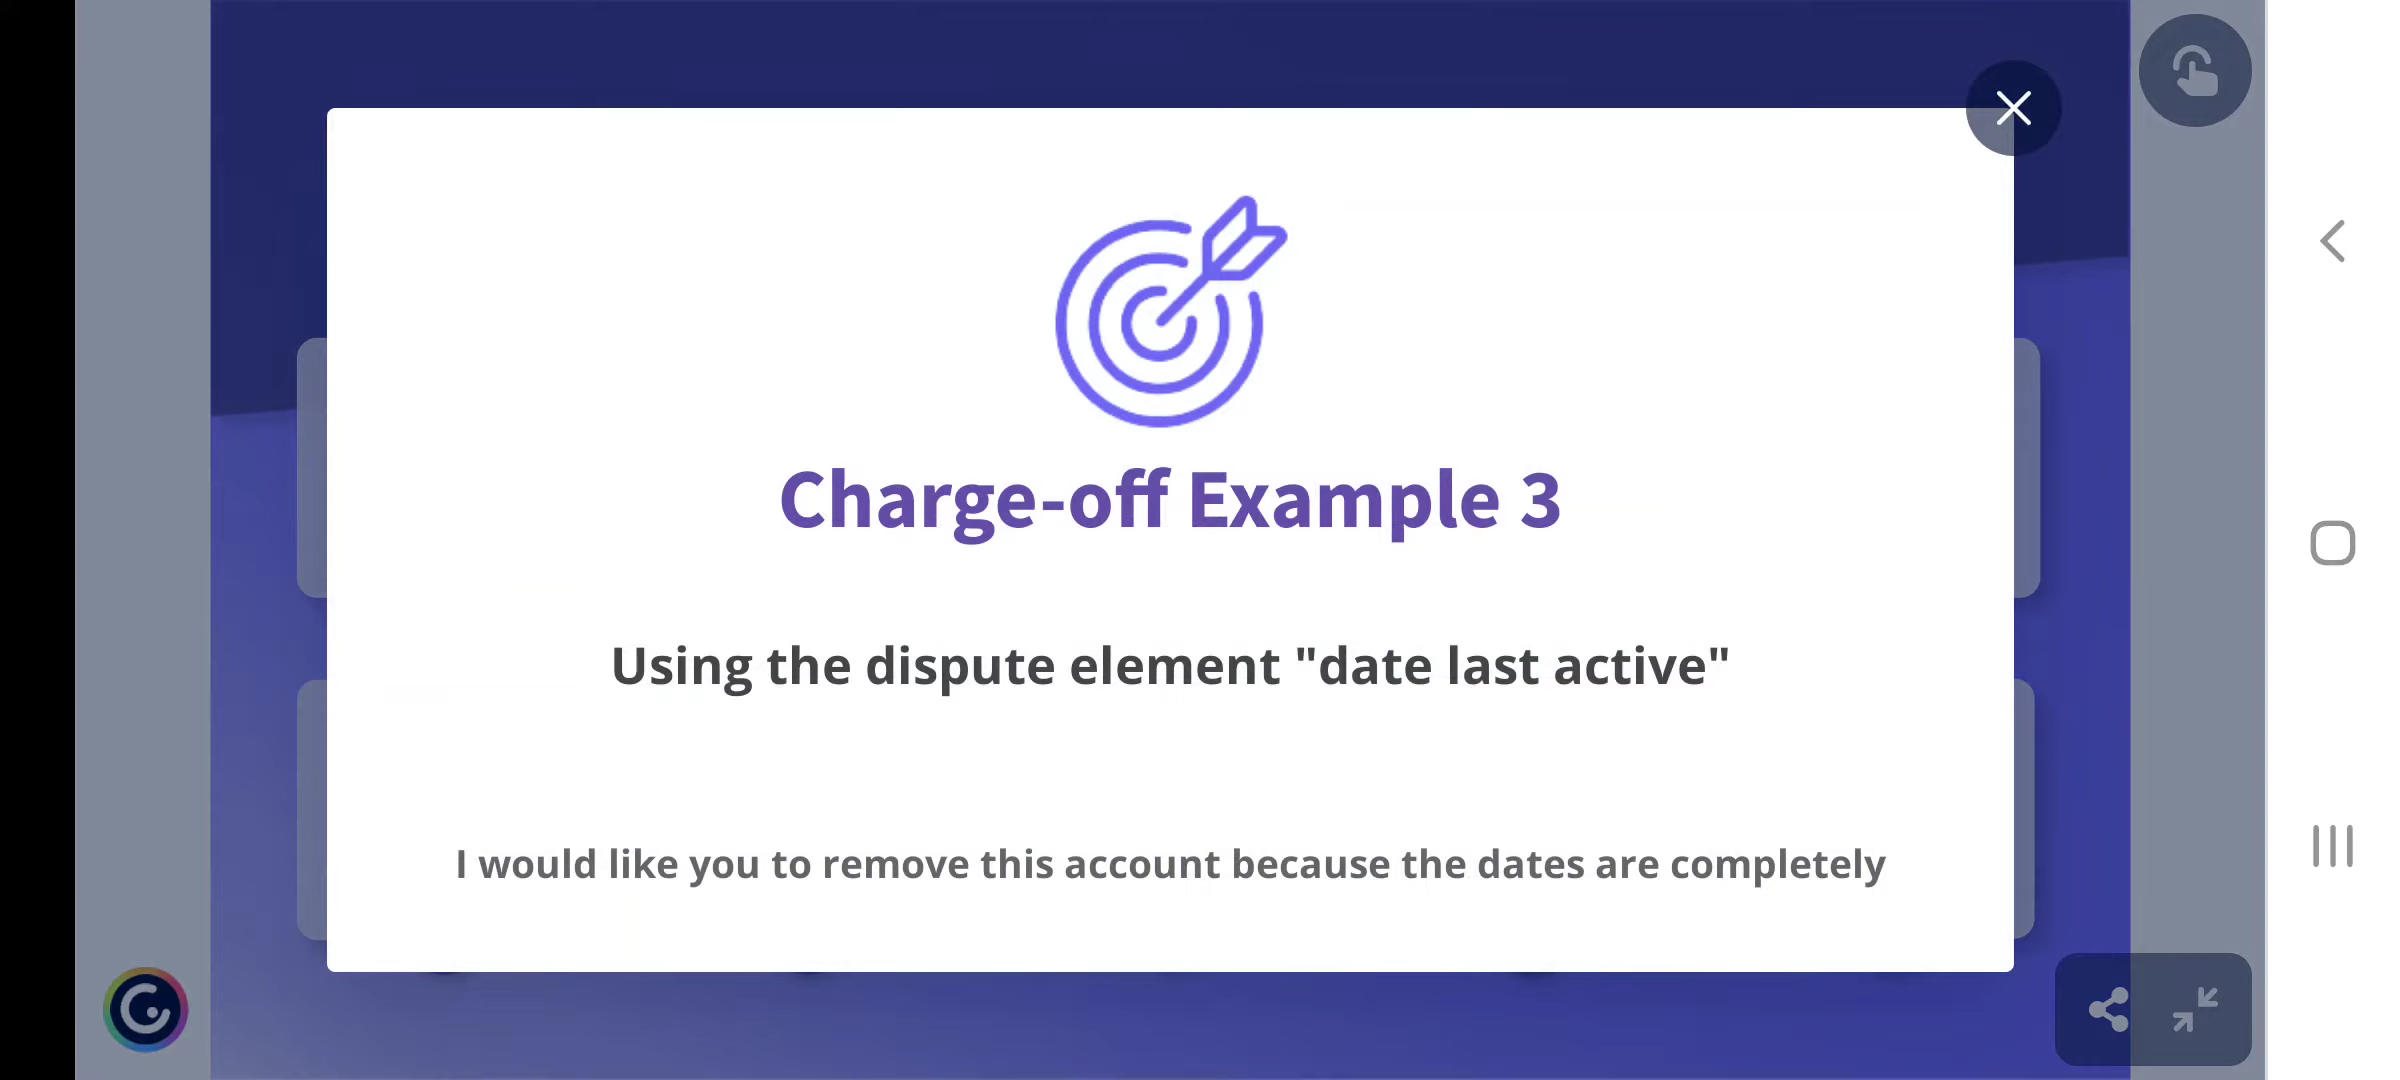 Charge-off Example 3
Using the dispute element "date last active"
I would like you to remove this account because the dates are completely